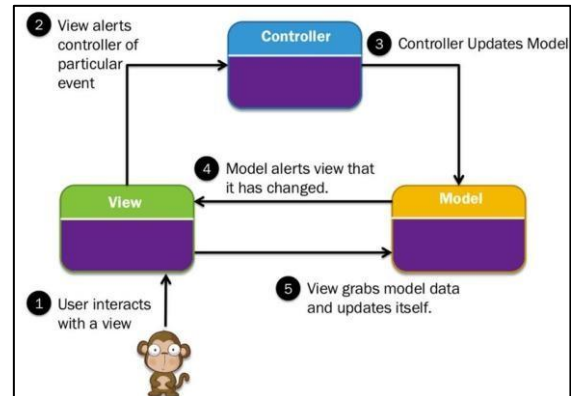 2 View alerts
controller of
particular
event
Controller
3 Controller Updates Model
4 Model alerts view that
it has changed.
View
Model
5 View grabs model data
and updates itself.
1 User interacts
with a view